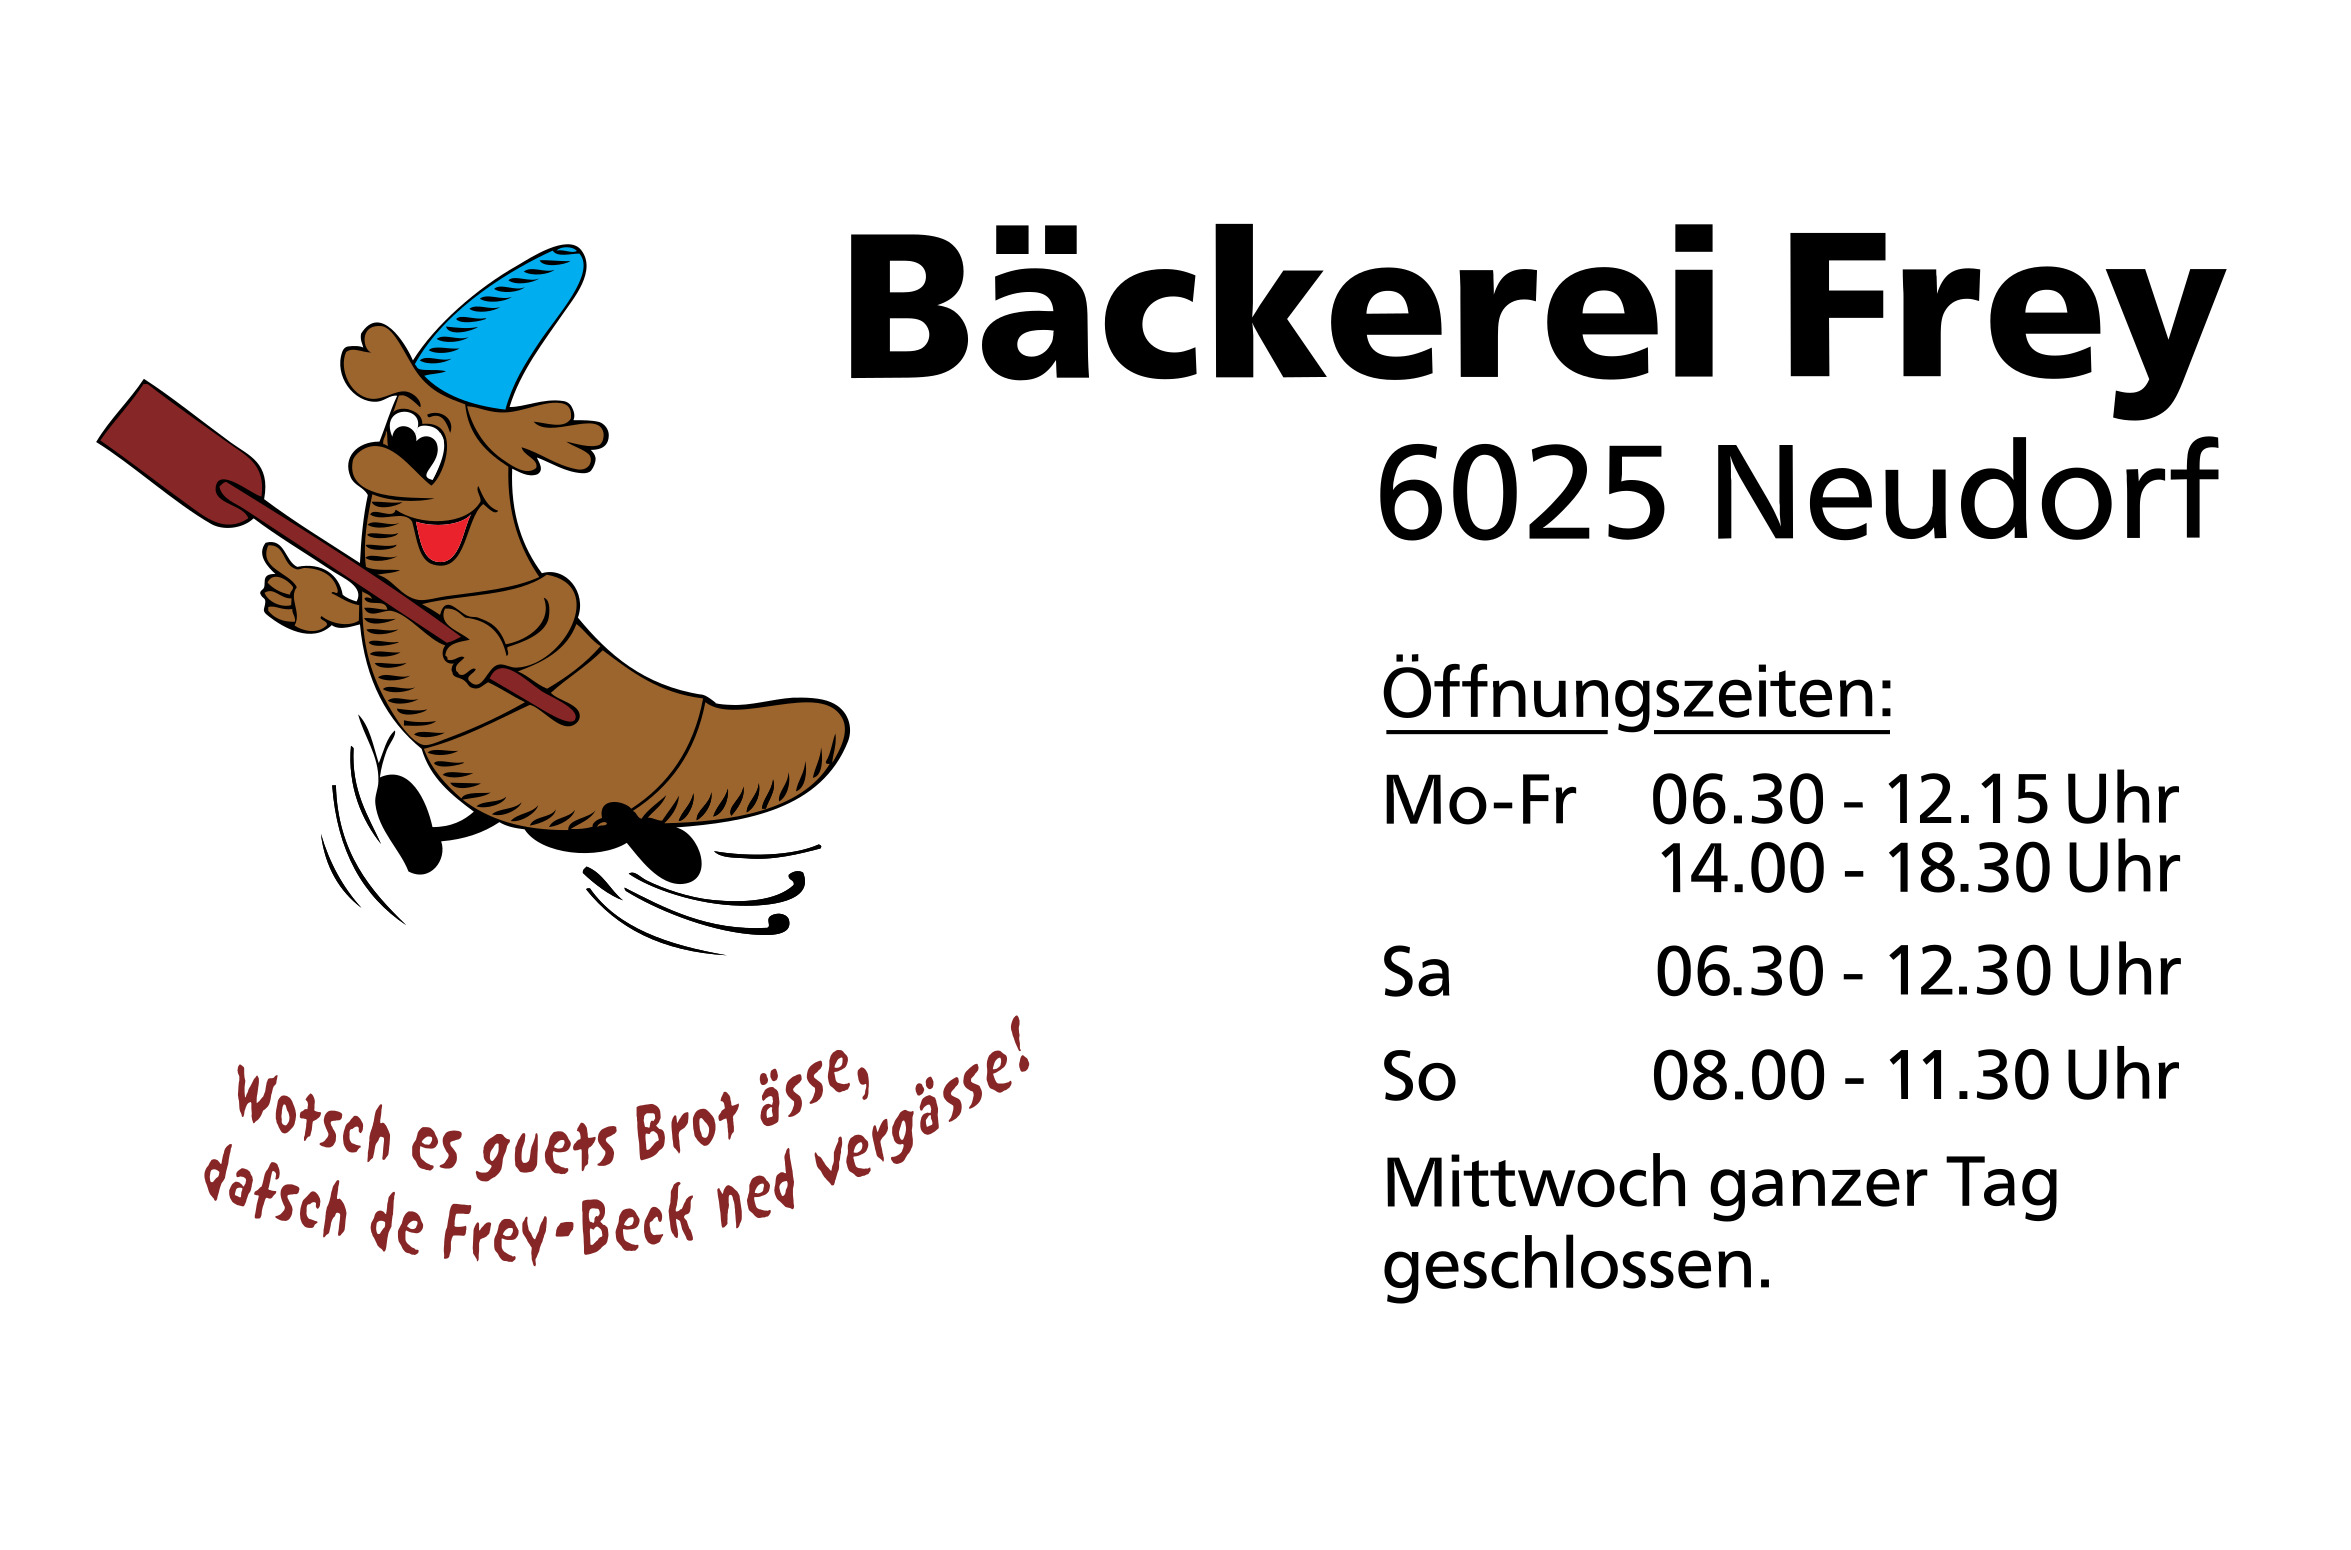 Bäckerei Frey
6025 Neudorf
Öffnungszeiten:
Mo-Fr 06.30 - 12.15 Uhr
14.00 - 18.30 Uhr
Sa 06.30 - 12.30 Uhr
So 08.00 - 11.30 Uhr
Mittwoch ganzer Tag
geschlossen.
Wotsch es guets Brot ässe,
datsch de Frey-Beck ned vergässe!